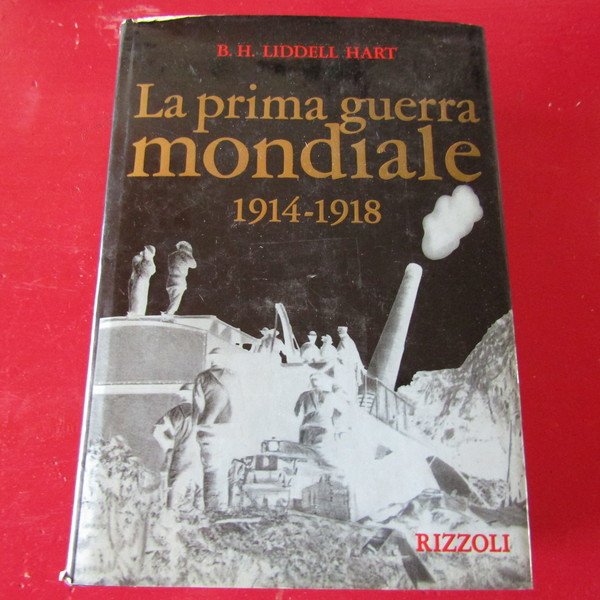 B. H. LIDDELL HART
La prima guerra
mondiale
1914-1918
RIZZOLI